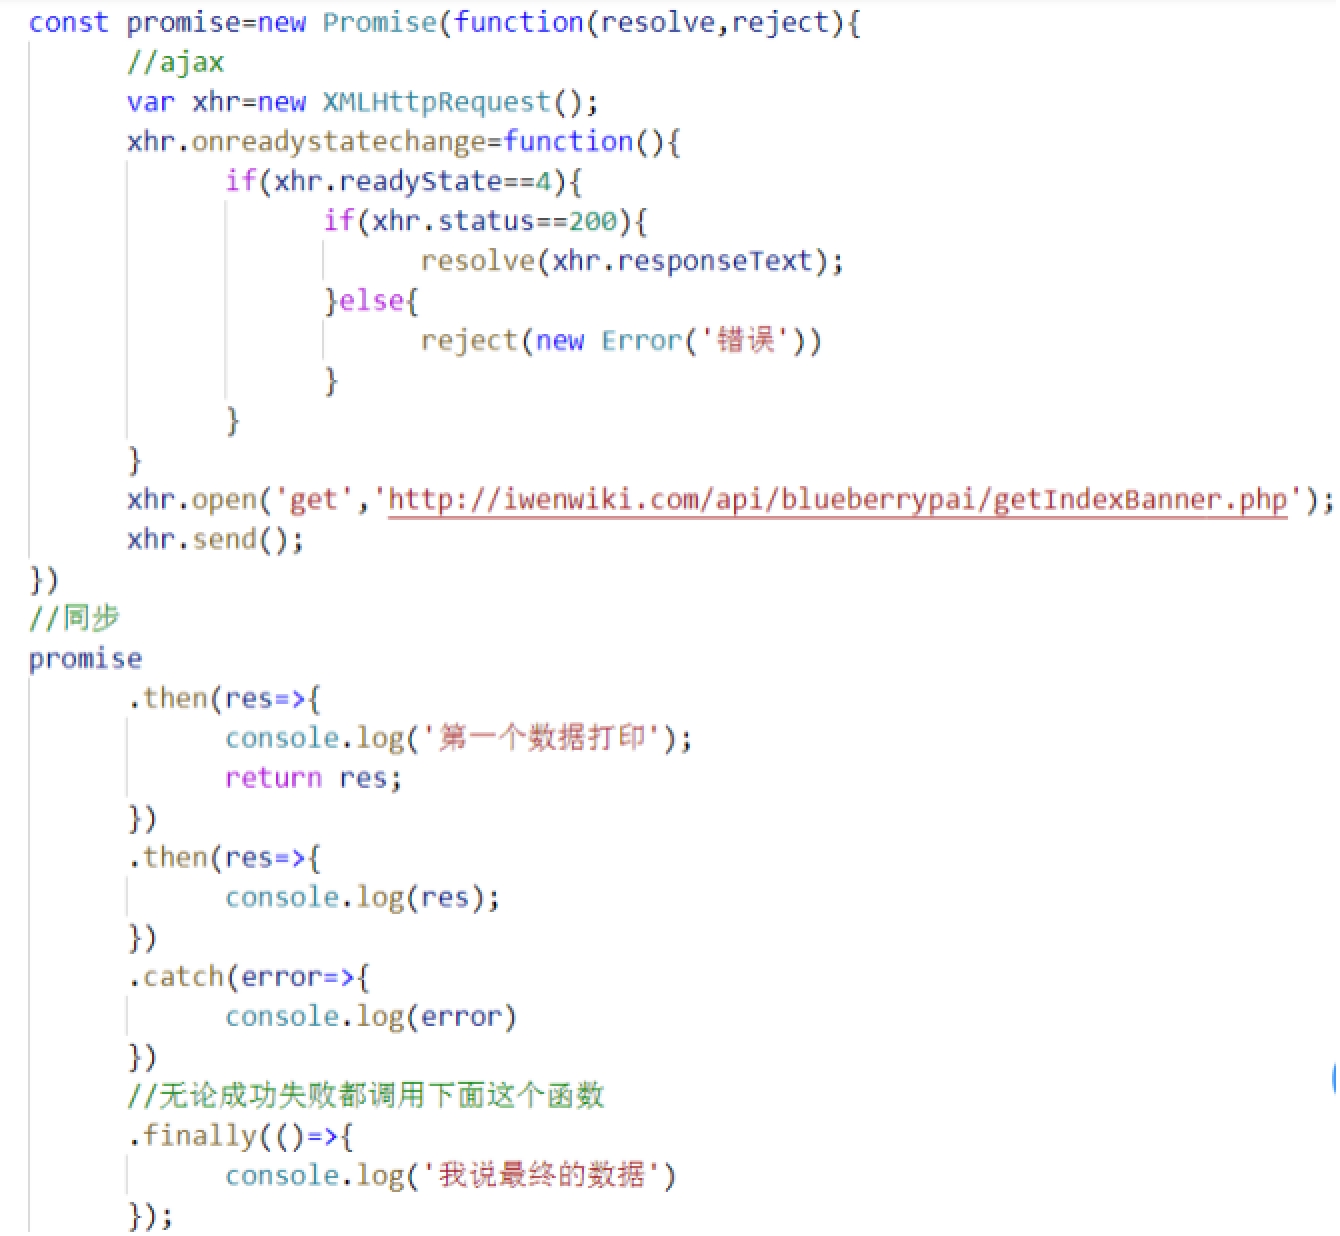 const promise=new Promise(function(resolve,reject){
//ajax
var xhr=new XMLHttpRequest();
xhr.onreadystatechange=function(){
if(xhr.readyState==4){
if(xhr.status==200){
resolve(xhr.responseText);
}else{
reject(new Error('错误'))
}
}
}
xhr.open('get','http://iwenwiki.com/api/blueberrypai/getIndexBanner.php');
xhr.send();
})
//同步
promise
.then(res=>{
console.log('第一个数据打印');
return res;
})
.then(res=>{
console.log(res);
})
.catch(error=>{
console.log(error)
})
//无论成功失败都调用下面这个函数
.finally(()=>{
console.log('我说最终的数据')
});